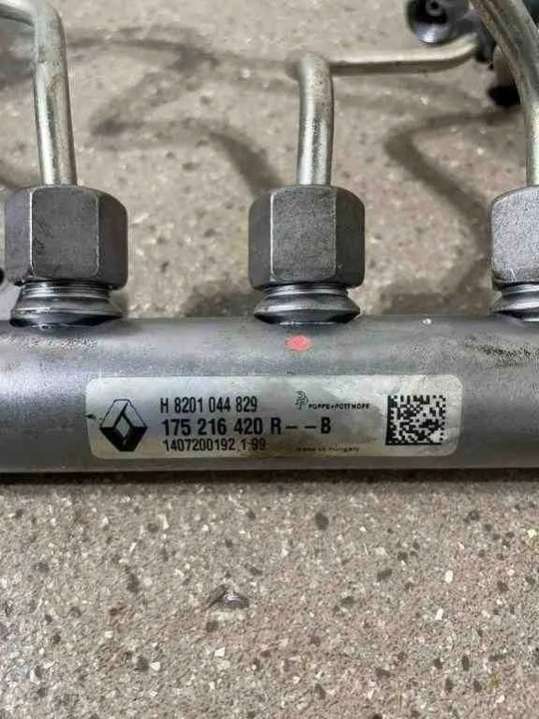 H 8201 044 829
POPPE+POTTHOFF
175 216 420 R--B
1407200192 1:99
Made in Hungary